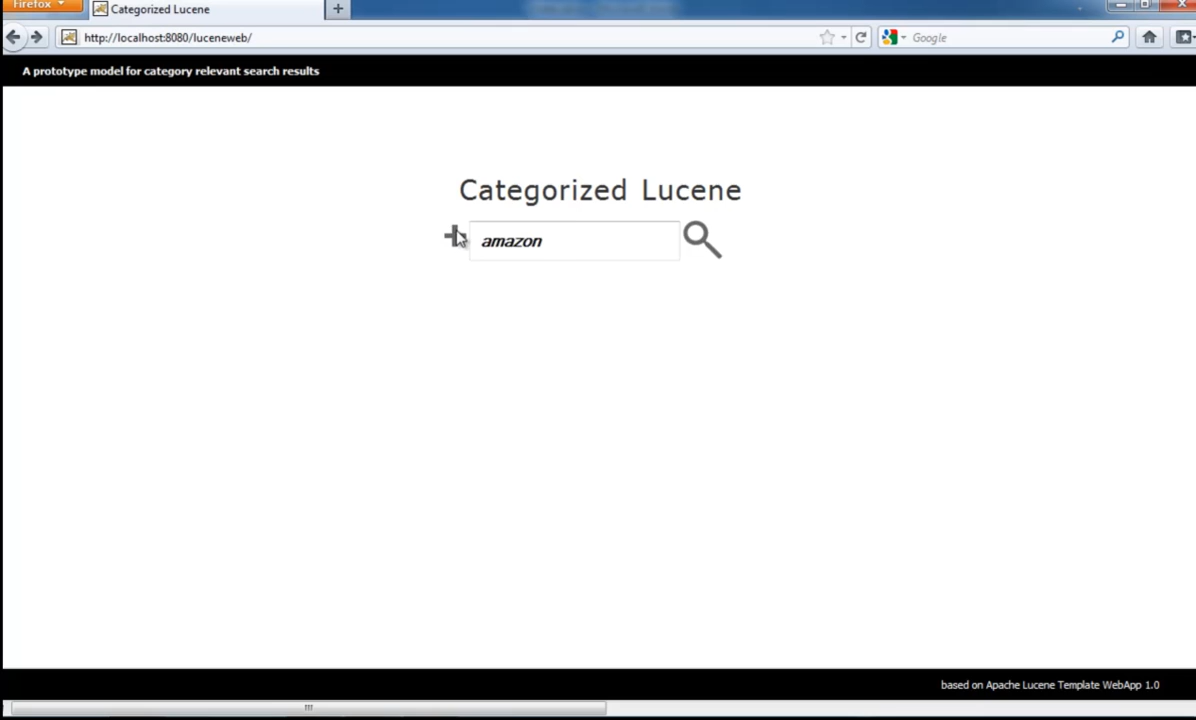 Firefox
Categorized Lucene
http://localhost:8080/luceneweb/
Google
A prototype model for category relevant search results
Categorized Lucene
amazon
based on Apache Lucene Template WebApp 1.0